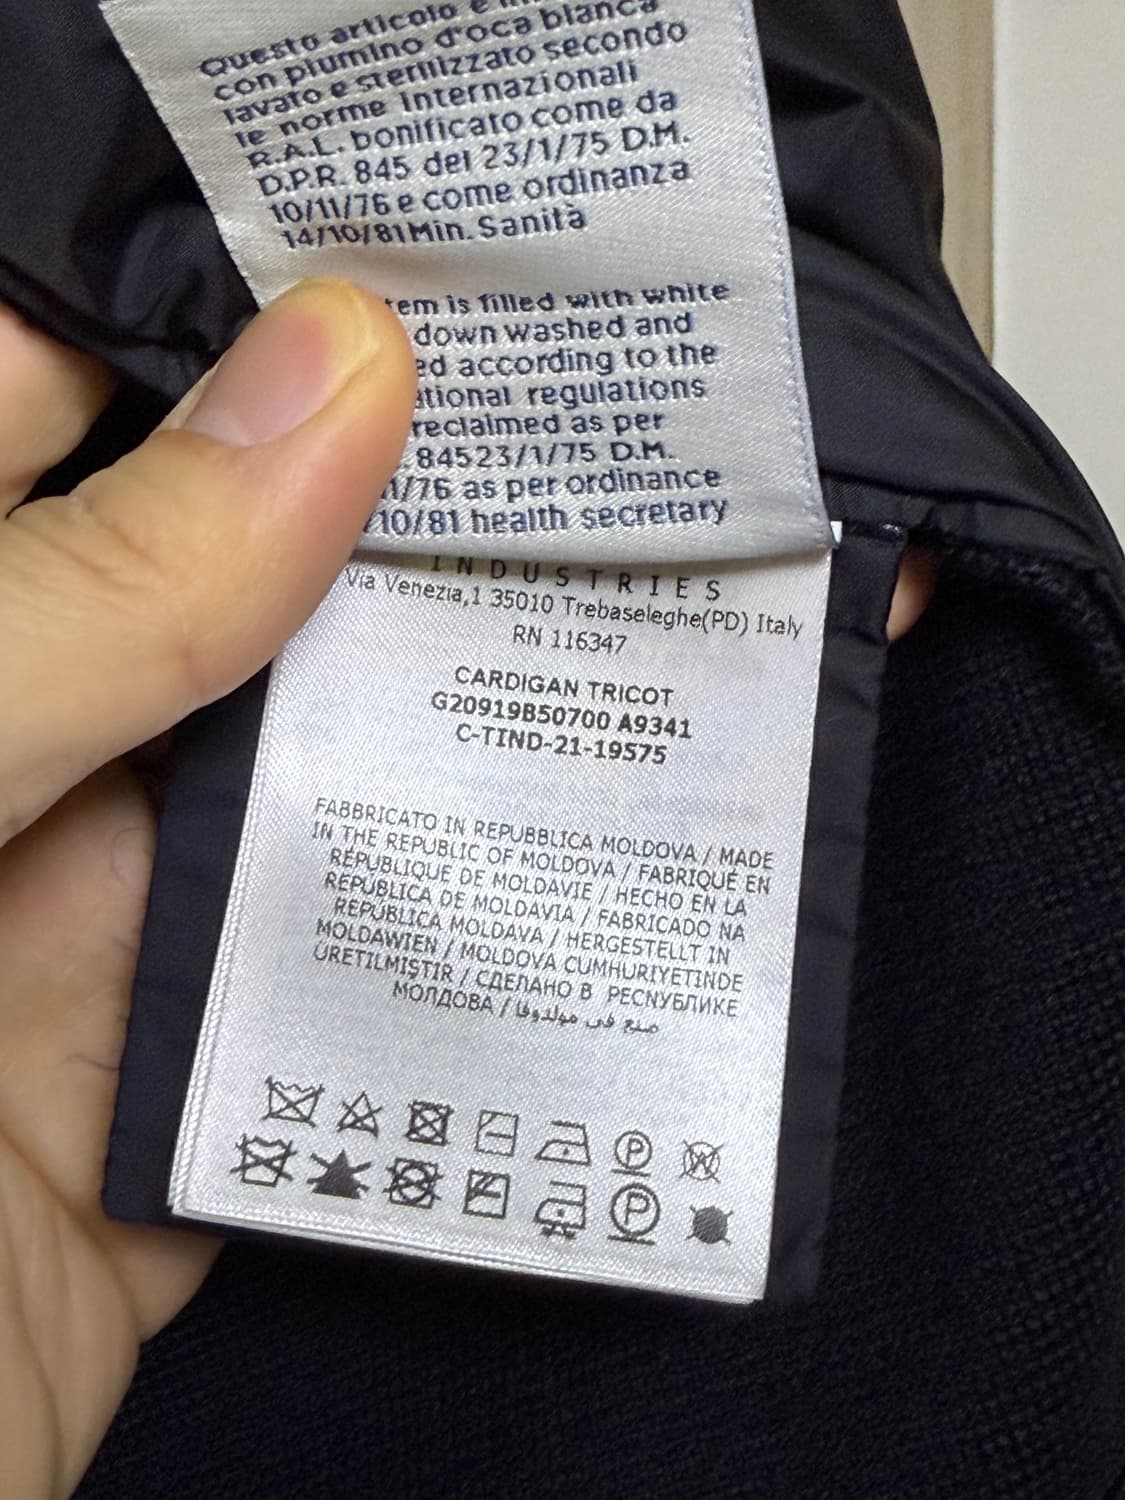 Questo articolo è
con piumino d'oca bianca
lavato e sterilizzato secondo
le norme Internazionali
R.A.L. bonificato come da
D.P.R. 845 del 23/1/75 D.M.
10/11/76 e come ordinanza
14/10/81 Min. Sanità
is filled with white
down washed and
according to the
regulations
reclaimed as per
84523/1/75 D.M.
/76 as per ordinance
10/81 health secretary
INDUSTRIES
Via Venezia,1 35010 Trebaseleghe(PD) Italy
RN 116347
CARDIGAN TRICOT
G20919B50700 A9341
C-TIND-21-19575
FABBRICATO IN REPUBBLICA MOLDOVA / MADE
IN THE REPUBLIC OF MOLDOVA / FABRIQUÉ EN
RÉPUBLIQUE DE MOLDAVIE / HECHO EN LA
REPÚBLICA DE MOLDAVIA / FABRICADO NA
REPÚBLICA MOLDAVA / HERGESTELLT IN
MOLDAWIEN / MOLDOVA CUMHURIYETINDE
ÜRETILMIŞTIR / СДЕЛАНО В РЕСПУБЛИКЕ
МОЛДОВА / صنع في مولدوفا
P W
P